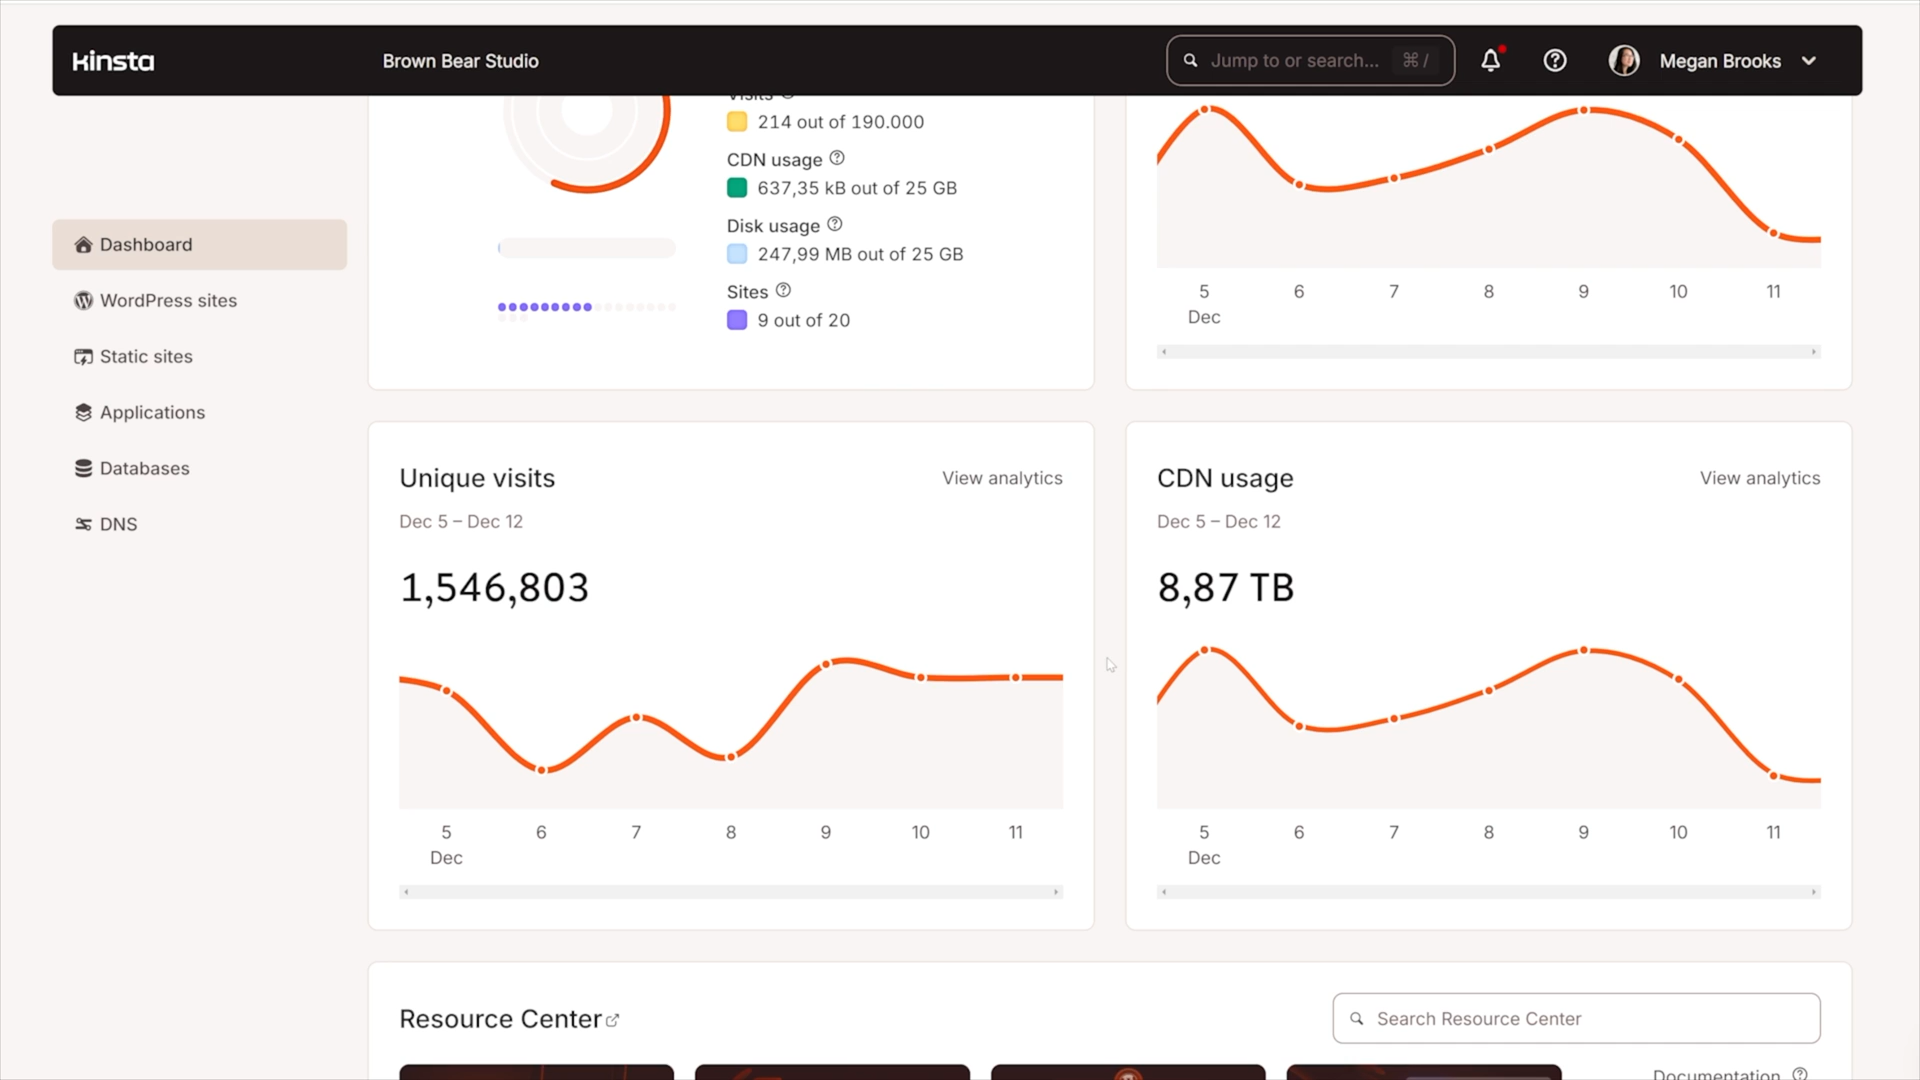 Kinsta
Brown Bear Studio
Jump to or search... ⌘ /
Megan Brooks
Visits
214 out of 190.000
CDN usage
637,35 kB out of 25 GB
Disk usage
247,99 MB out of 25 GB
Sites
9 out of 20
5 6 7 8 9 10 11
Dec
Dashboard
WordPress sites
Static sites
Applications
Databases
DNS
Unique visits
View analytics
Dec 5 – Dec 12
1,546,803
5 6 7 8 9 10 11
Dec
CDN usage
View analytics
Dec 5 – Dec 12
8,87 TB
5 6 7 8 9 10 11
Dec
Resource Center
Search Resource Center
Documentation